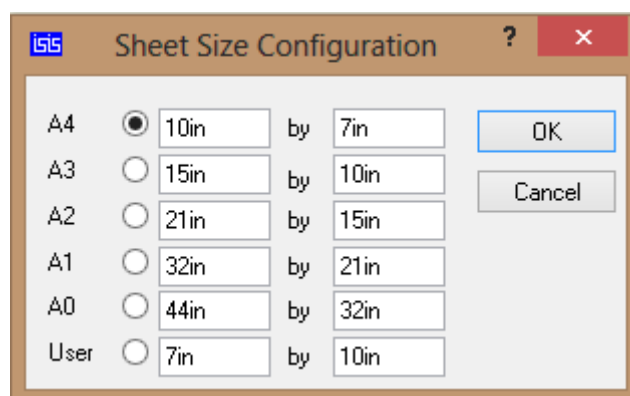 isis Sheet Size Configuration ? ×
A4 10in by 7in OK
A3 15in by 10in Cancel
A2 21in by 15in
A1 32in by 21in
A0 44in by 32in
User 7in by 10in